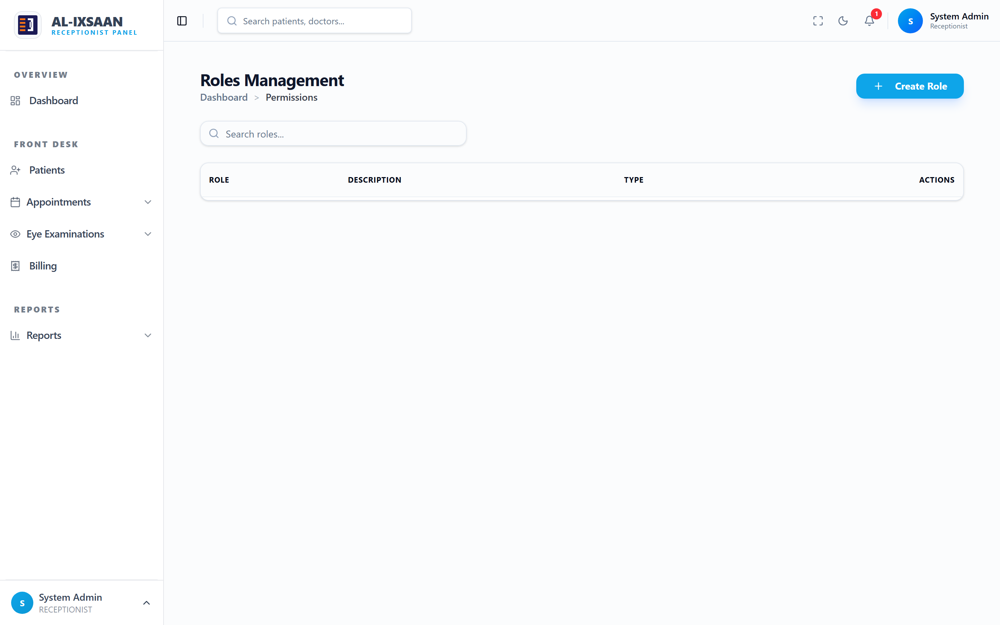 AL-IXSAAN
RECEPTIONIST PANEL
OVERVIEW
Dashboard
FRONT DESK
Patients
Appointments
Eye Examinations
Billing
REPORTS
Reports
System Admin
RECEPTIONIST
S
Search patients, doctors...
1
S
System Admin
Receptionist
Roles Management
Dashboard > Permissions
Create Role
Search roles...
ROLE DESCRIPTION TYPE ACTIONS